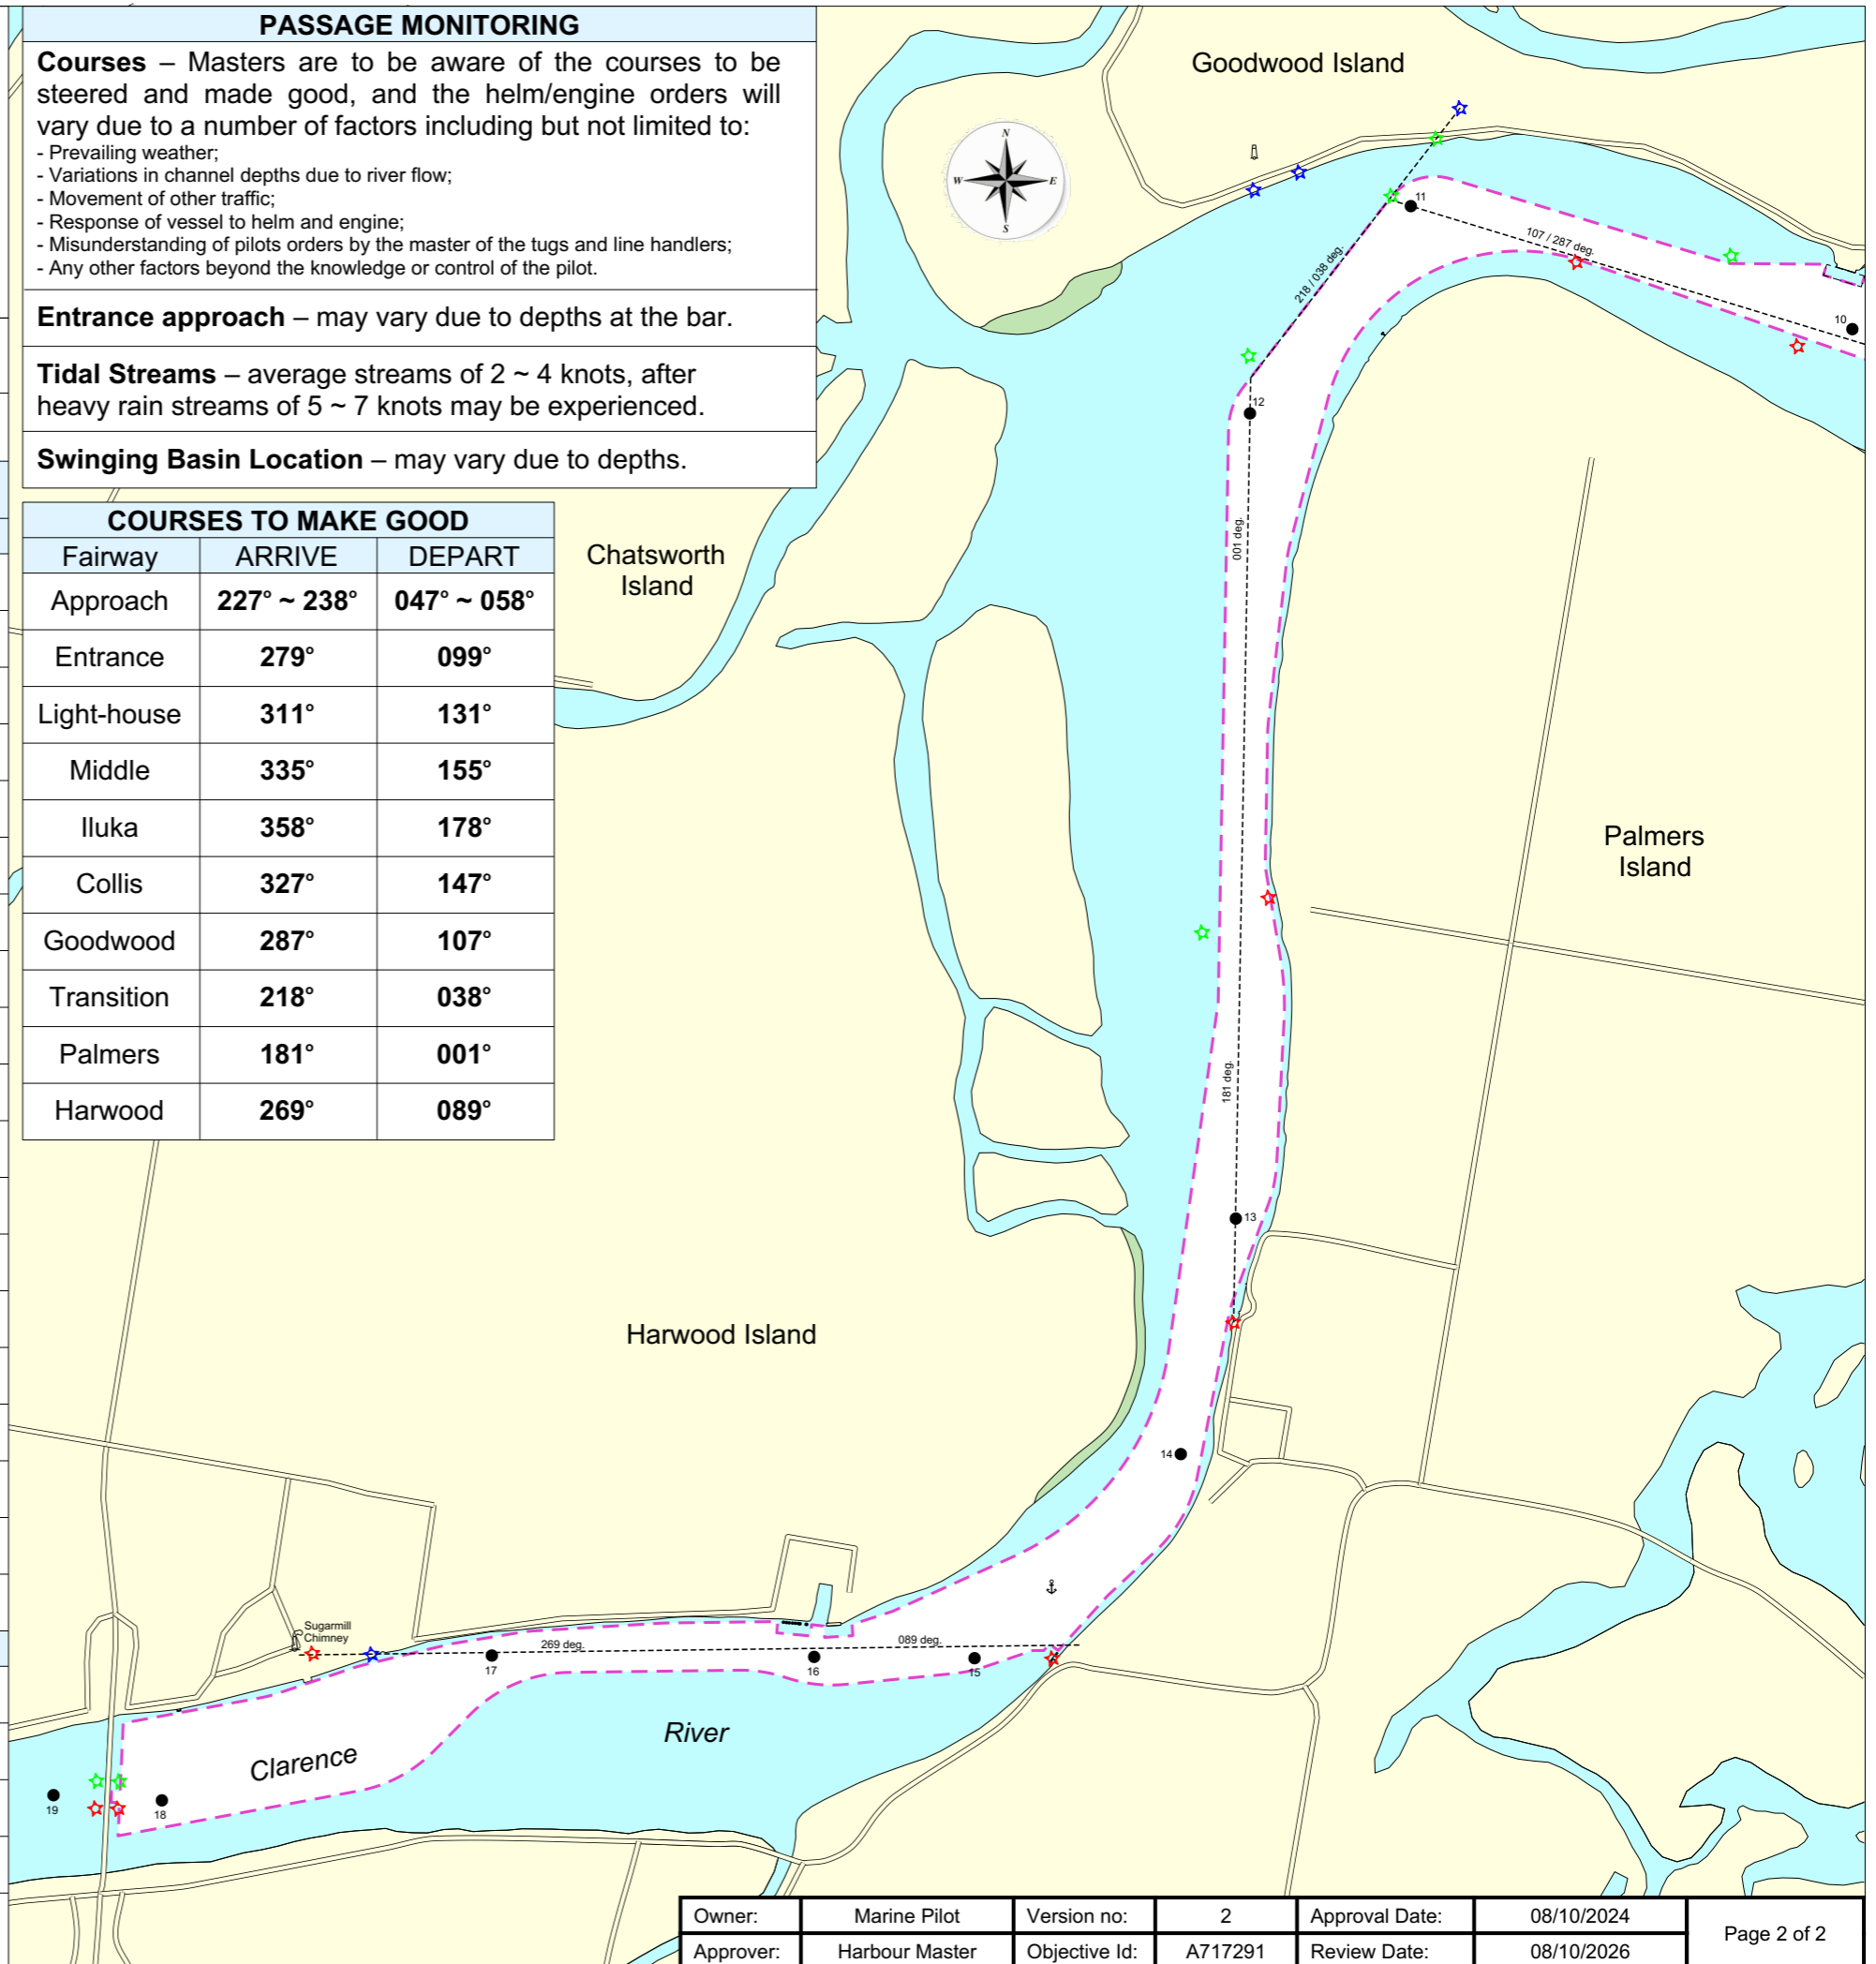 PASSAGE MONITORING
Courses – Masters are to be aware of the courses to be
steered and made good, and the helm/engine orders will
vary due to a number of factors including but not limited to:
- Prevailing weather;
- Variations in channel depths due to river flow;
- Movement of other traffic;
- Response of vessel to helm and engine;
- Misunderstanding of pilots orders by the master of the tugs and line handlers;
- Any other factors beyond the knowledge or control of the pilot.
Entrance approach – may vary due to depths at the bar.
Tidal Streams – average streams of 2 ~ 4 knots, after
heavy rain streams of 5 ~ 7 knots may be experienced.
Swinging Basin Location – may vary due to depths.
COURSES TO MAKE GOOD
Fairway ARRIVE DEPART
Approach 227° ~ 238° 047° ~ 058°
Entrance 279° 099°
Light-house 311° 131°
Middle 335° 155°
Iluka 358° 178°
Collis 327° 147°
Goodwood 287° 107°
Transition 218° 038°
Palmers 181° 001°
Harwood 269° 089°
Goodwood Island
N
W E
S
11
107 / 287 deg.
218 / 038 deg.
10
12
001 deg.
Chatsworth
Island
Palmers
Island
181 deg.
13
Harwood Island
14
Sugarmill
Chimney
269 deg.
089 deg.
17
16
15
River
Clarence
19
18
Owner: Marine Pilot Version no: 2 Approval Date: 08/10/2024
Approver: Harbour Master Objective Id: A717291 Review Date: 08/10/2026
Page 2 of 2